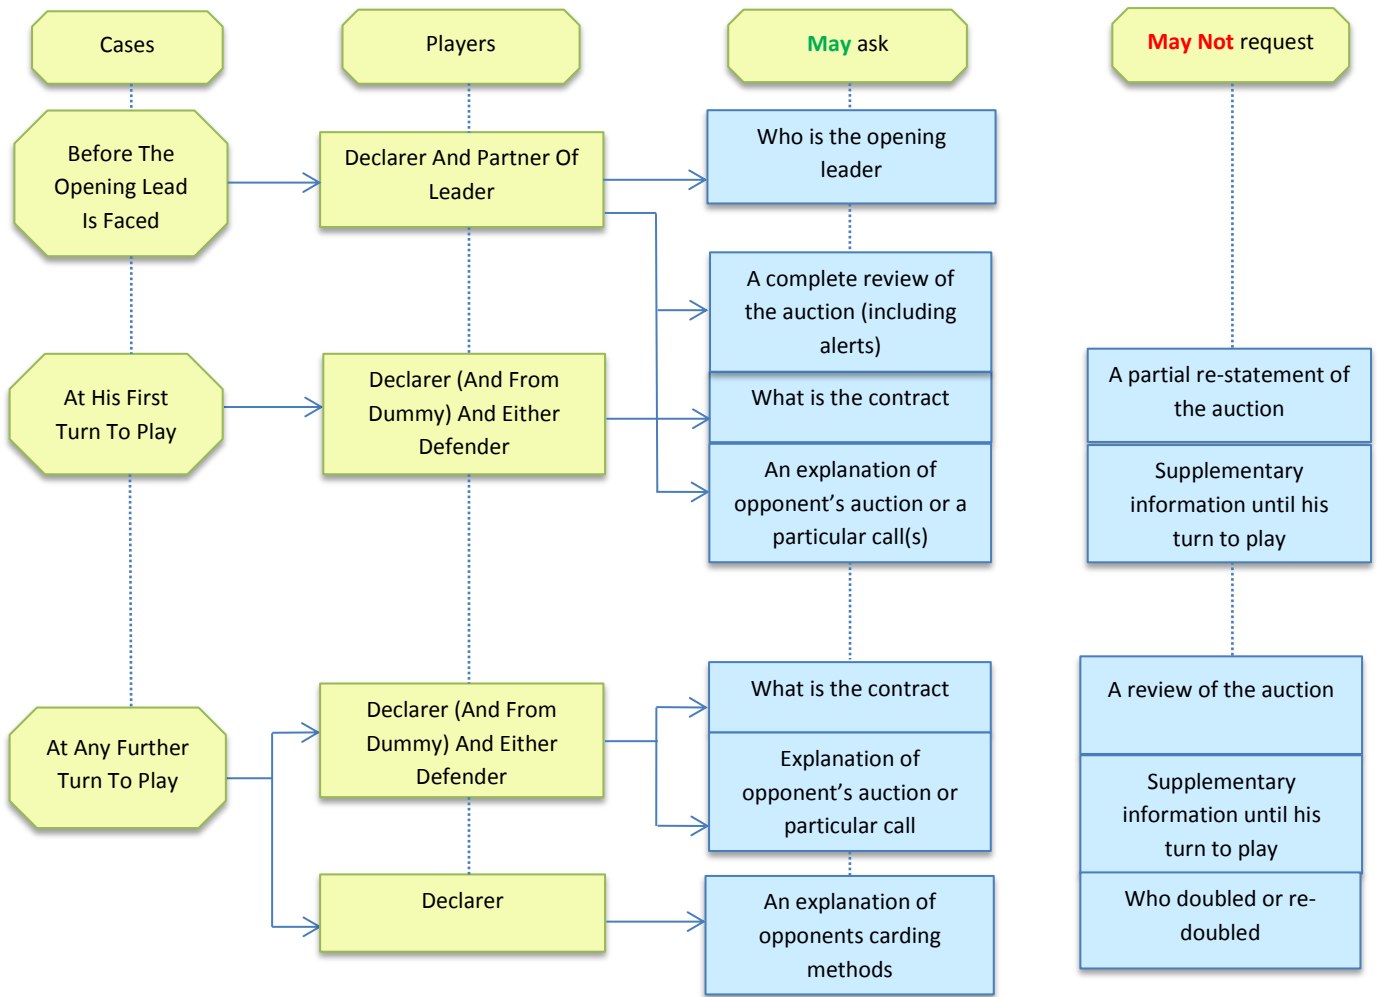 Cases
Players
May ask
May Not request
Before The
Opening Lead
Is Faced
Declarer And Partner Of
Leader
Who is the opening
leader
A complete review of
the auction (including
alerts)
At His First
Turn To Play
Declarer (And From
Dummy) And Either
Defender
What is the contract
An explanation of
opponent’s auction or a
particular call(s)
A partial re-statement of
the auction
Supplementary
information until his
turn to play
At Any Further
Turn To Play
Declarer (And From
Dummy) And Either
Defender
What is the contract
Explanation of
opponent’s auction or
particular call
A review of the auction
Supplementary
information until his
turn to play
Declarer
An explanation of
opponents carding
methods
Who doubled or re-
doubled